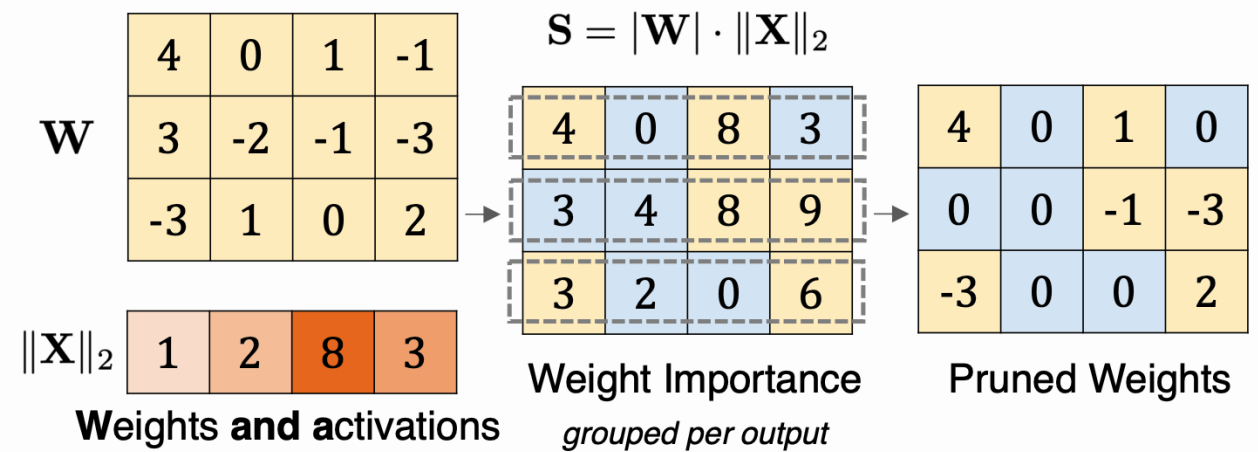 S = |W| · ‖X‖₂
W
4 0 1 -1
3 -2 -1 -3
-3 1 0 2
‖X‖₂
1 2 8 3
Weights and activations
4 0 8 3
3 4 8 9
3 2 0 6
Weight Importance
grouped per output
4 0 1 0
0 0 -1 -3
-3 0 0 2
Pruned Weights